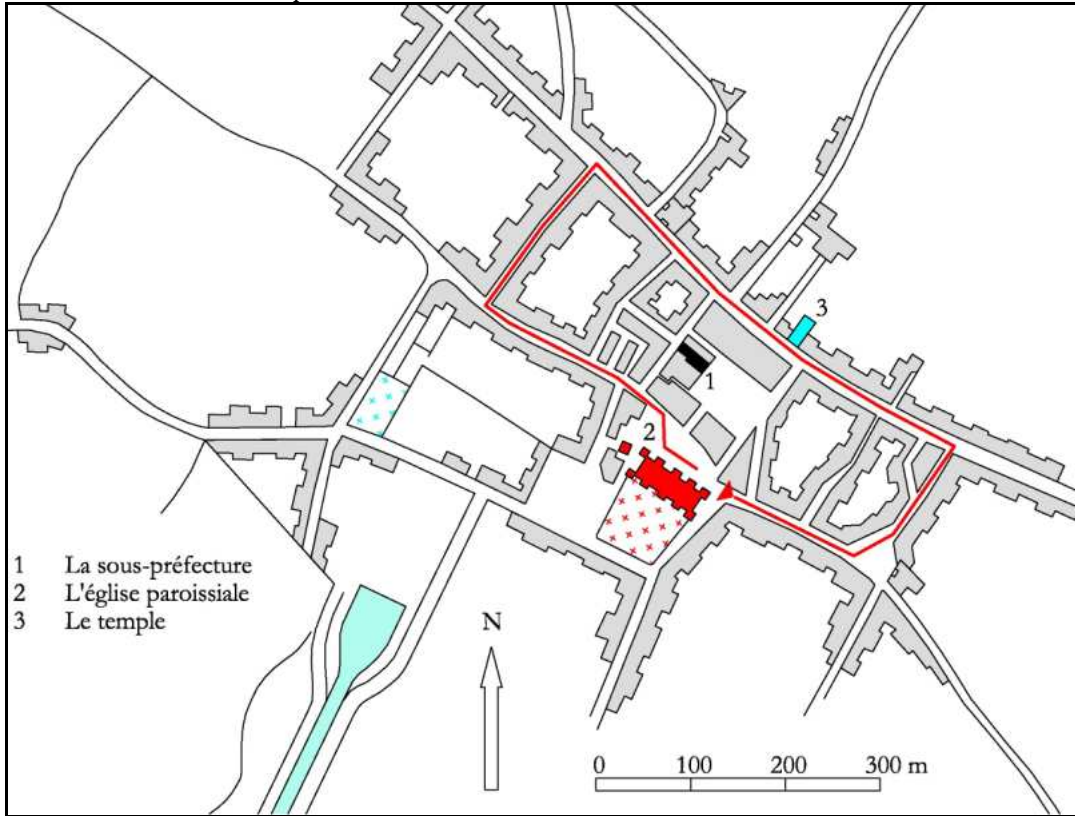 3
1
2
1 La sous-préfecture
2 L'église paroissiale
3 Le temple
N
0 100 200 300 m